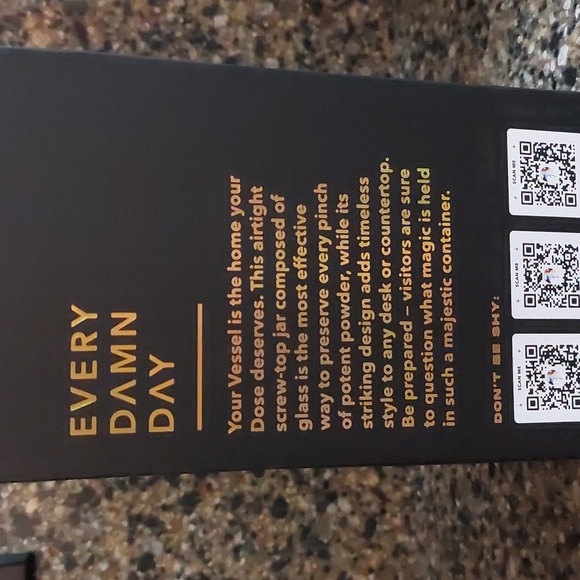 EVERY
DAMN
DAY
Your Vessel is the home your
Dose deserves. This airtight
screw-top jar composed of
glass is the most effective
way to preserve every pinch
of potent powder, while its
striking design adds timeless
style to any desk or countertop.
Be prepared – visitors are sure
to question what magic is held
in such a majestic container.
DON'T BE SHY:
SCAN ME
SCAN ME
SCAN ME